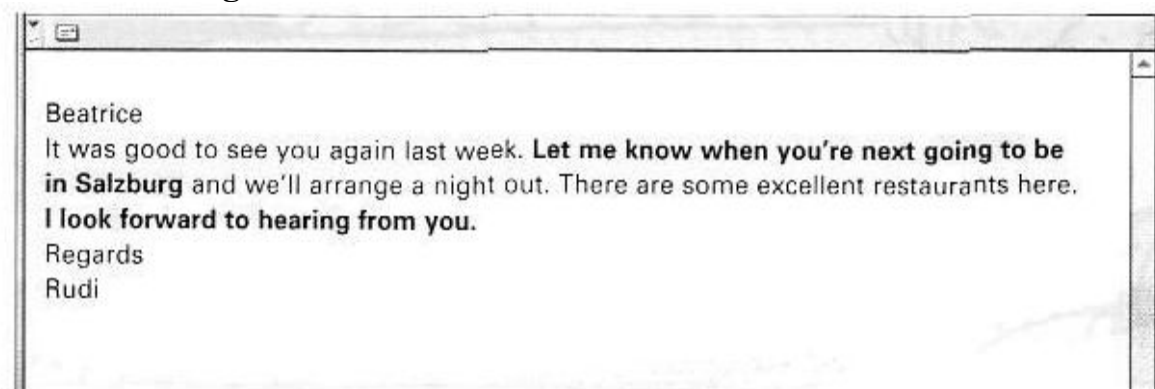 Beatrice
It was good to see you again last week. Let me know when you're next going to be
in Salzburg and we'll arrange a night out. There are some excellent restaurants here.
I look forward to hearing from you.
Regards
Rudi